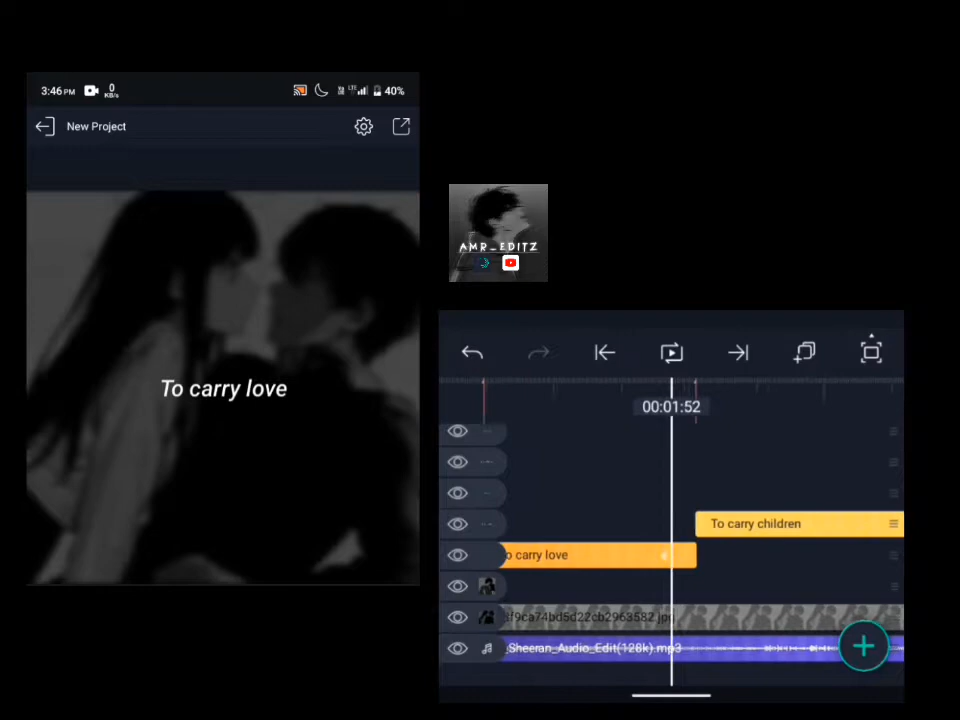 3:46 PM
0
KB/s
40%
New Project
To carry love
AMR_EDITZ
00:01:52
To carry children
o carry love
f9ca74bd5d22cb2963582.jpg
Sheeran_Audio_Edit(128k).mp3